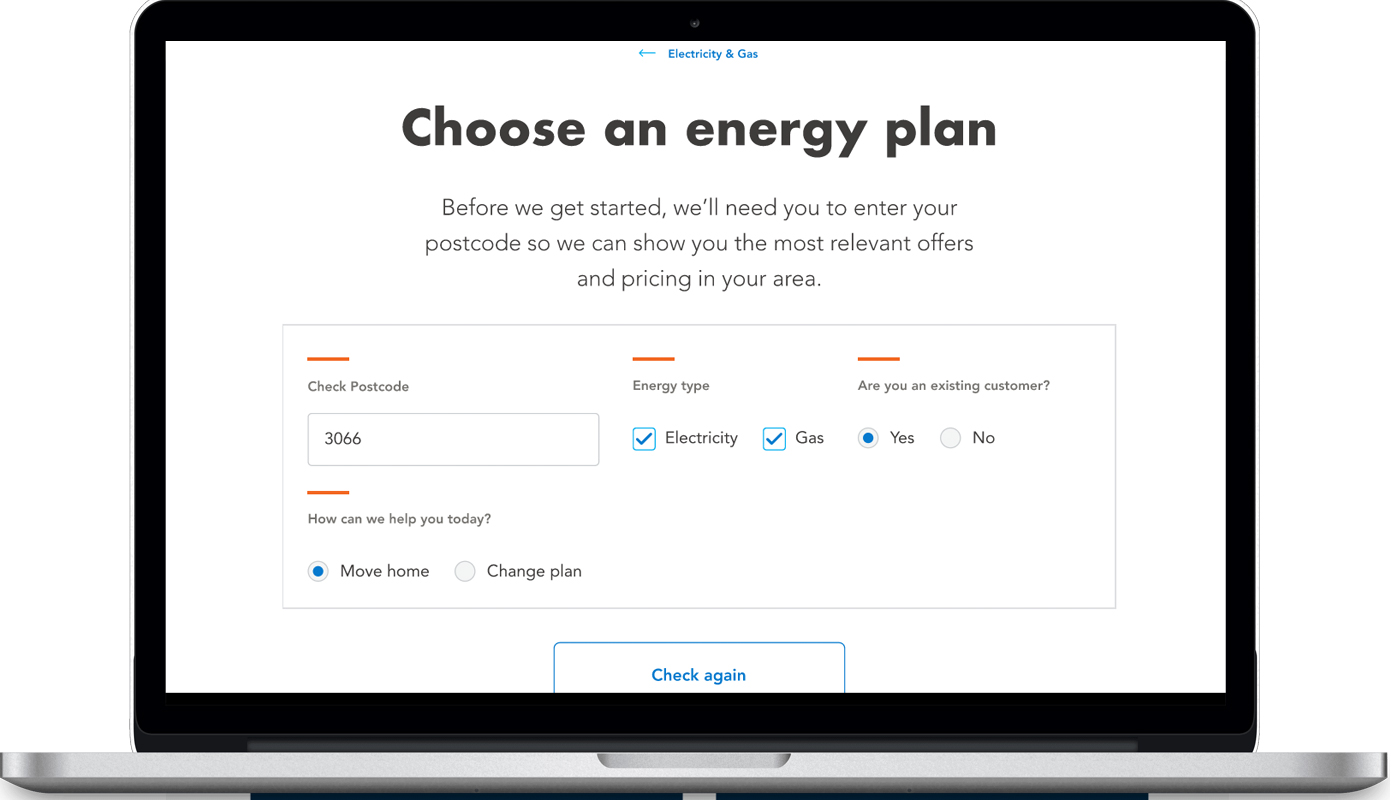 Electricity & Gas
Choose an energy plan
Before we get started, we’ll need you to enter your
postcode so we can show you the most relevant offers
and pricing in your area.
Check Postcode
3066
Energy type
Electricity Gas
Are you an existing customer?
Yes No
How can we help you today?
Move home Change plan
Check again